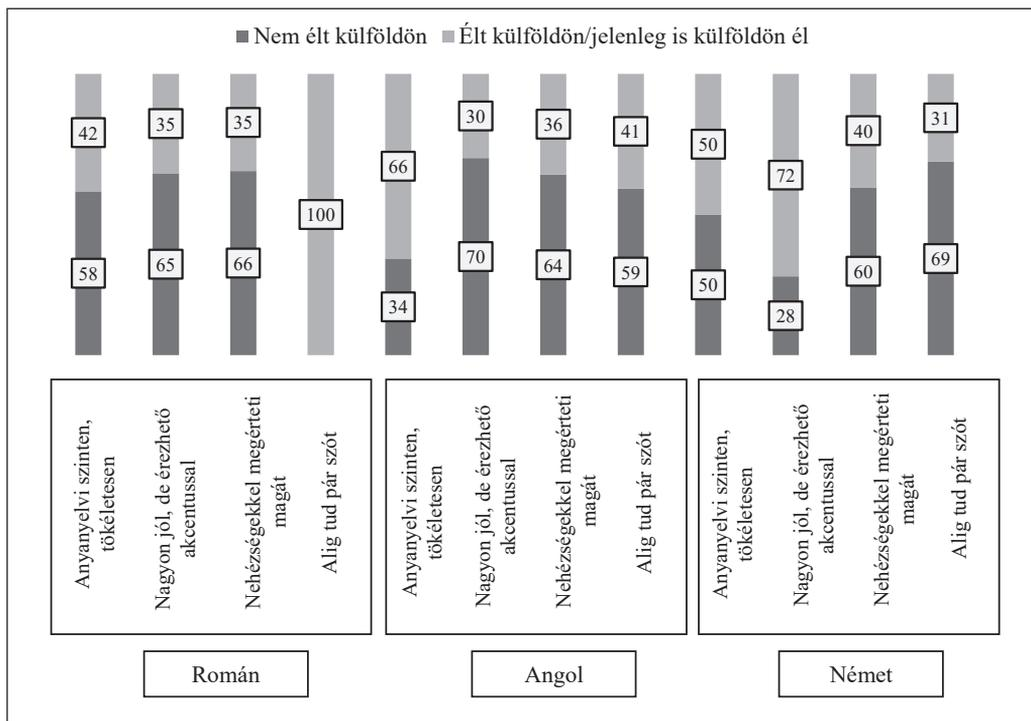 Nem élt külföldön Élt külföldön/jelenleg is külföldön él
42 35 35 100 66 30 36 41 50 72 40 31
58 65 66 34 70 64 59 50 28 60 69
Anyanyelvi szinten,
tökéletesen
Nagyon jól, de érezhető
akcentussal
Nehézségekkel megérteti
magát
Alig tud pár szót
Anyanyelvi szinten,
tökéletesen
Nagyon jól, de érezhető
akcentussal
Nehézségekkel megérteti
magát
Alig tud pár szót
Anyanyelvi szinten,
tökéletesen
Nagyon jól, de érezhető
akcentussal
Nehézségekkel megérteti
magát
Alig tud pár szót
Román Angol Német